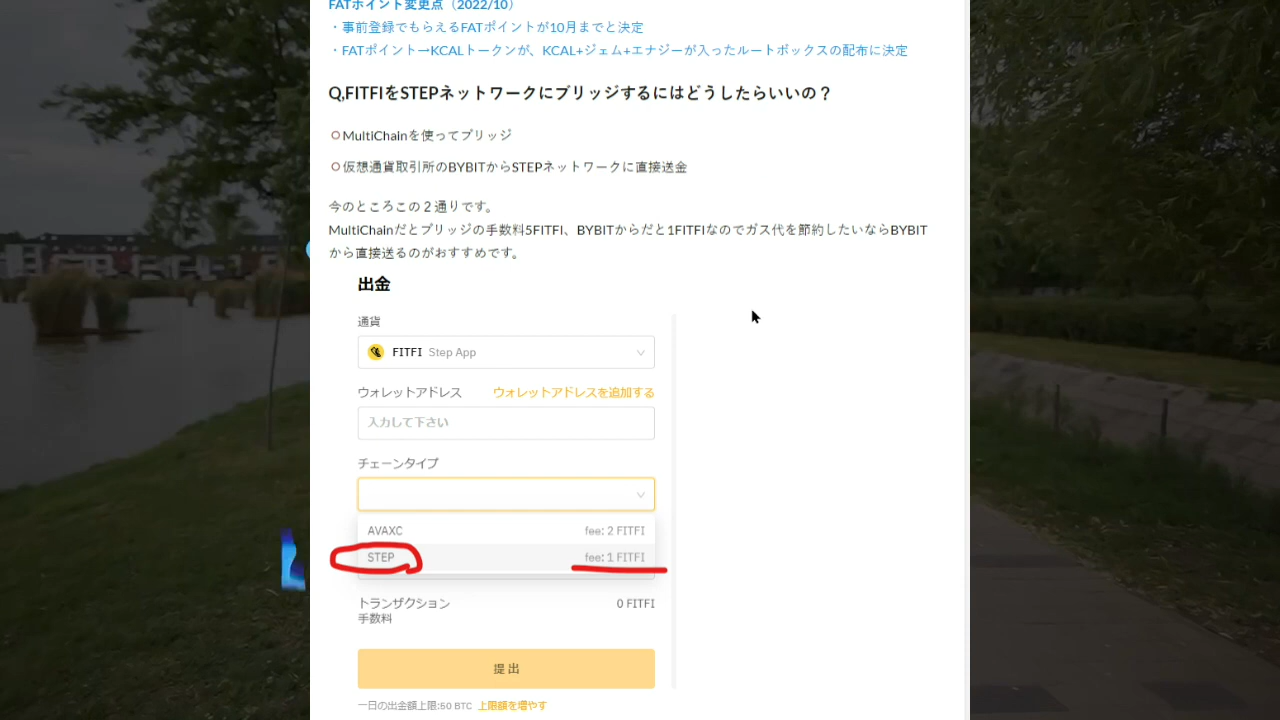 FATポイント変更点（2022/10）
・事前登録でもらえるFATポイントが10月までと決定
・FATポイント→KCALトークンが、KCAL+ジェム+エナジーが入ったルートボックスの配布に決定
Q,FITFIをSTEPネットワークにブリッジするにはどうしたらいいの？
MultiChainを使ってブリッジ
仮想通貨取引所のBYBITからSTEPネットワークに直接送金
今のところこの２通りです。
MultiChainだとブリッジの手数料5FITFI、BYBITからだと1FITFIなのでガス代を節約したいならBYBIT
から直接送るのがおすすめです。
出金
通貨
FITFI Step App
ウォレットアドレス ウォレットアドレスを追加する
入力して下さい
チェーンタイプ
AVAXC fee: 2 FITFI
STEP fee: 1 FITFI
トランザクション 0 FITFI
手数料
提出
一日の出金額上限:50 BTC 上限額を増やす